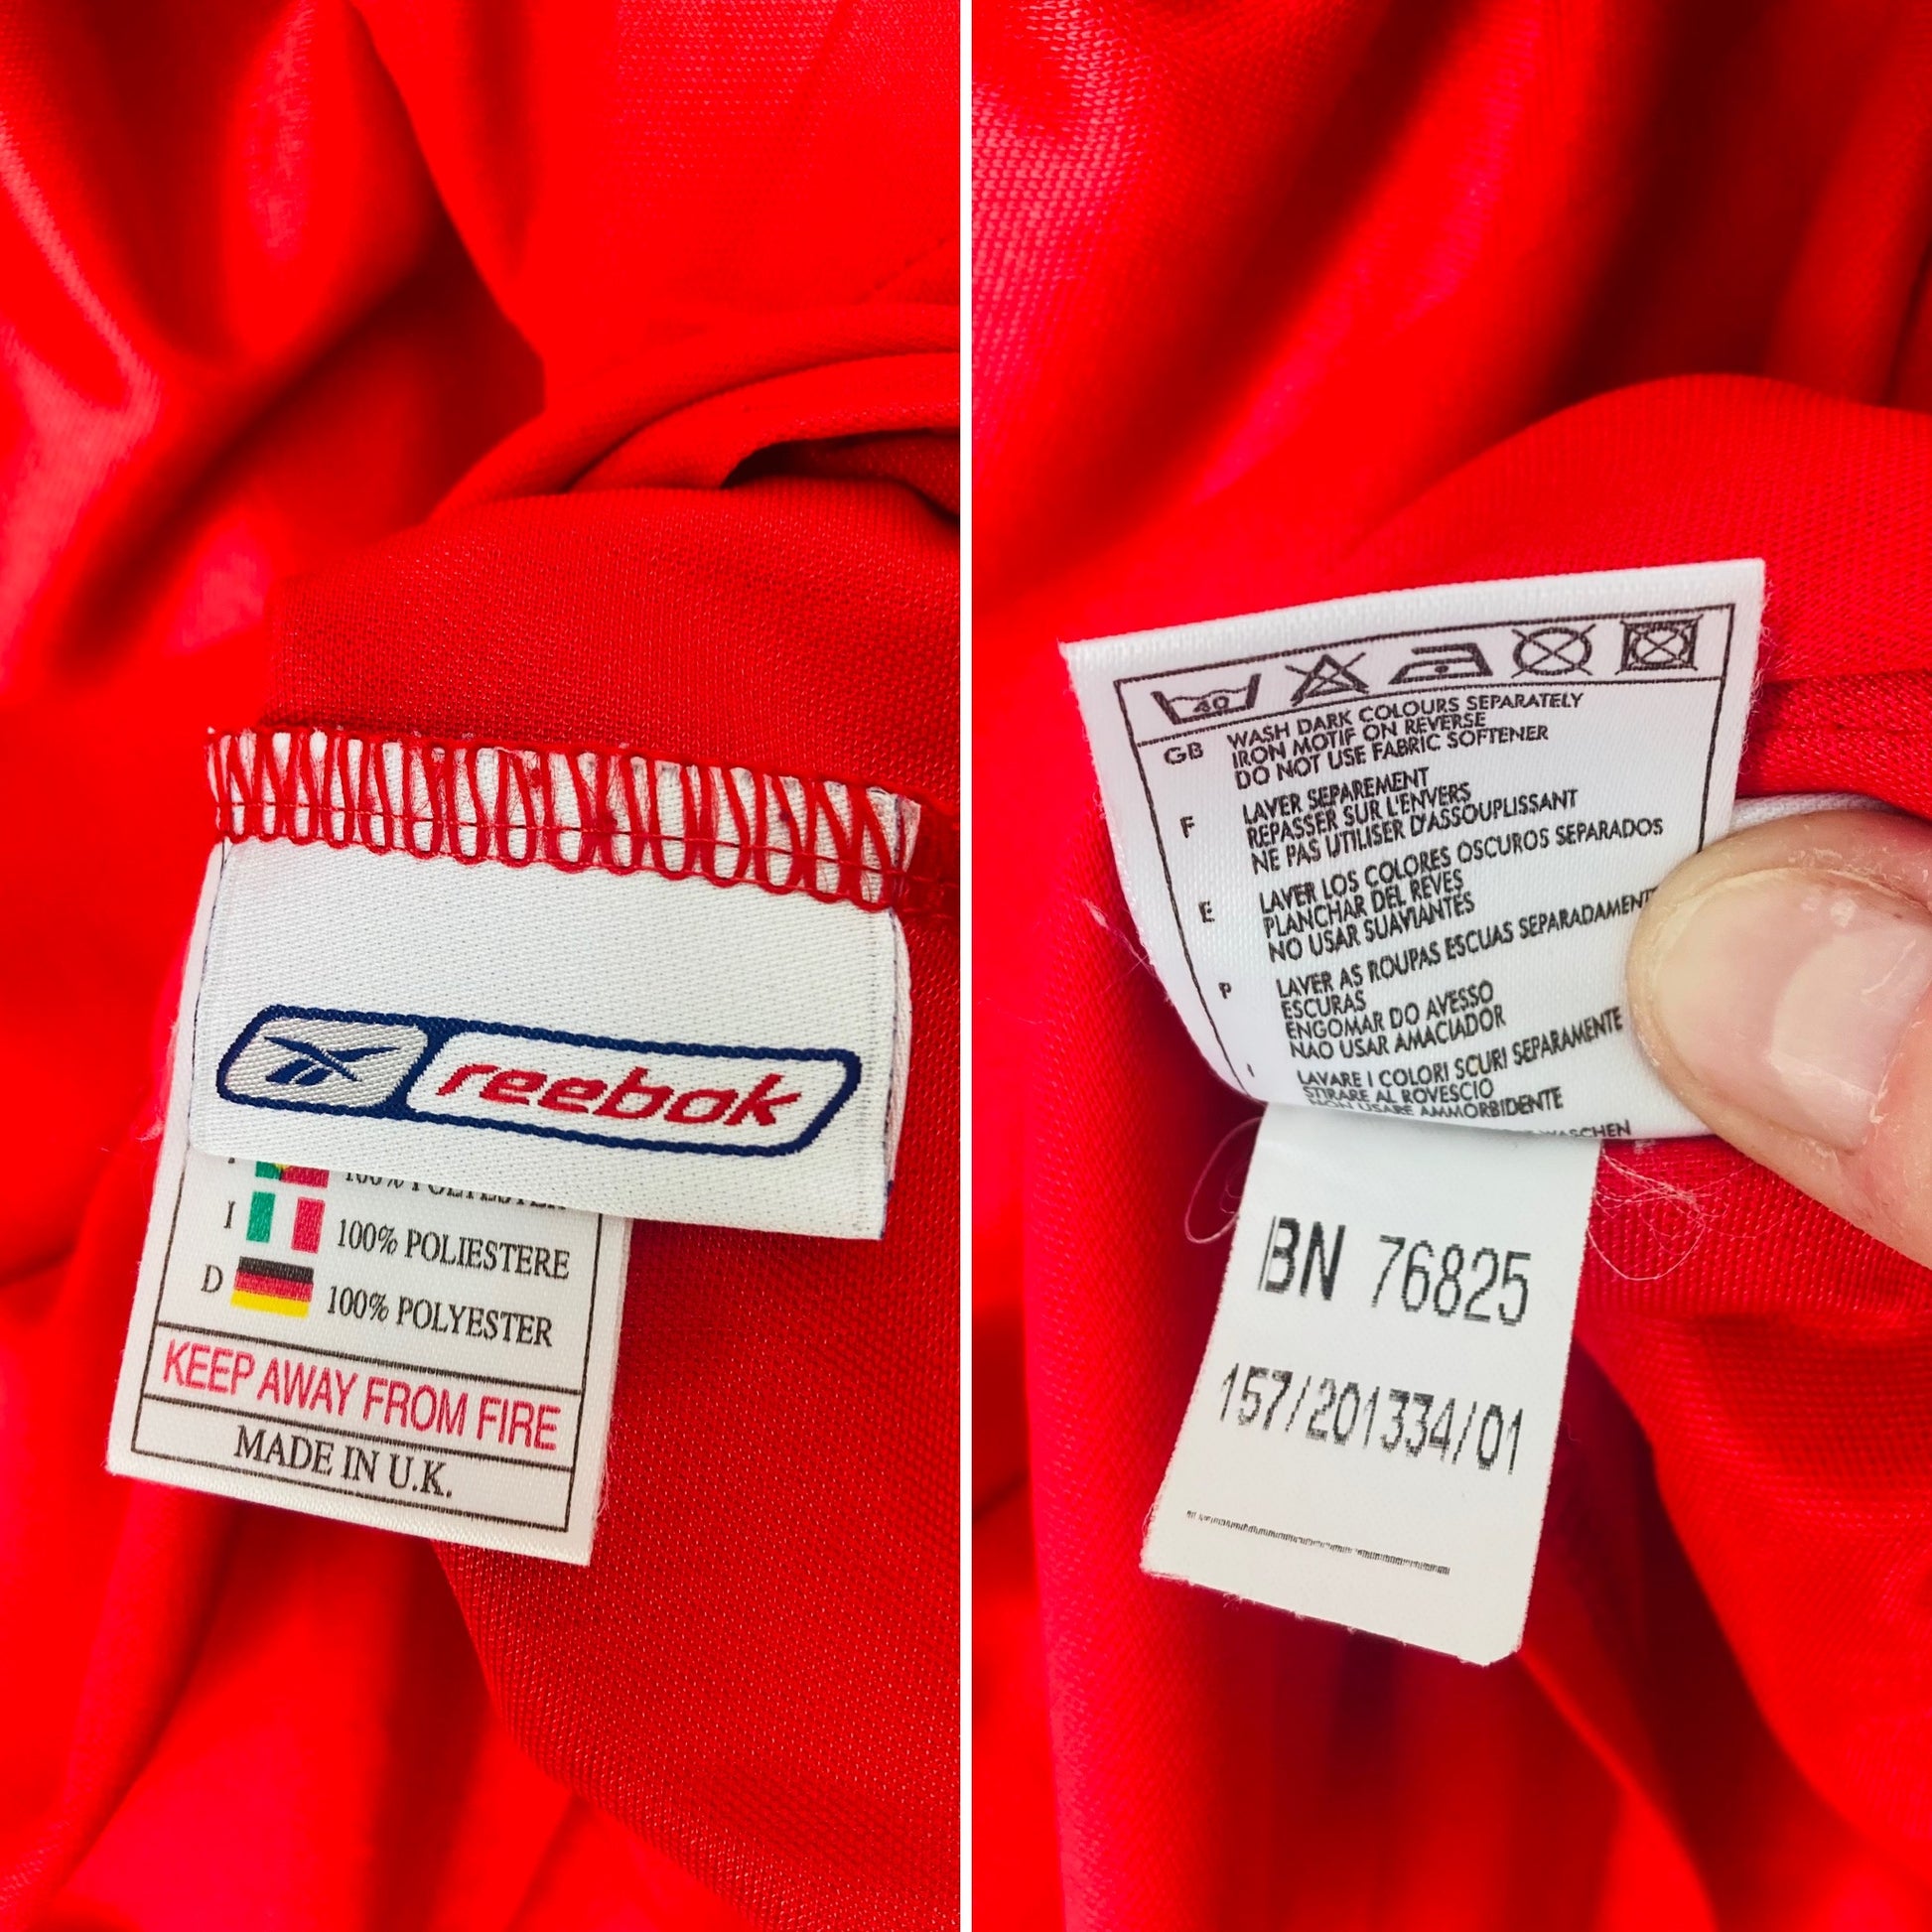 reebok
I 100% POLIESTERE
D 100% POLYESTER
KEEP AWAY FROM FIRE
MADE IN U.K.
40
GB WASH DARK COLOURS SEPARATELY
IRON MOTIF ON REVERSE
DO NOT USE FABRIC SOFTENER
F LAVER SEPAREMENT
REPASSER SUR L'ENVERS
NE PAS UTILISER D'ASSOUPLISSANT
E LAVER LOS COLORES OSCUROS SEPARADOS
PLANCHAR DEL REVES
NO USAR SUAVIANTES
P LAVER AS ROUPAS ESCUAS SEPARADAMENT
ESCURAS
ENGOMAR DO AVESSO
NAO USAR AMACIADOR
I LAVARE I COLORI SCURI SEPARAMENTE
STIRARE AL ROVESCIO
NON USARE AMMORBIDENTE
WASCHEN
BN 76825
157/201334/01